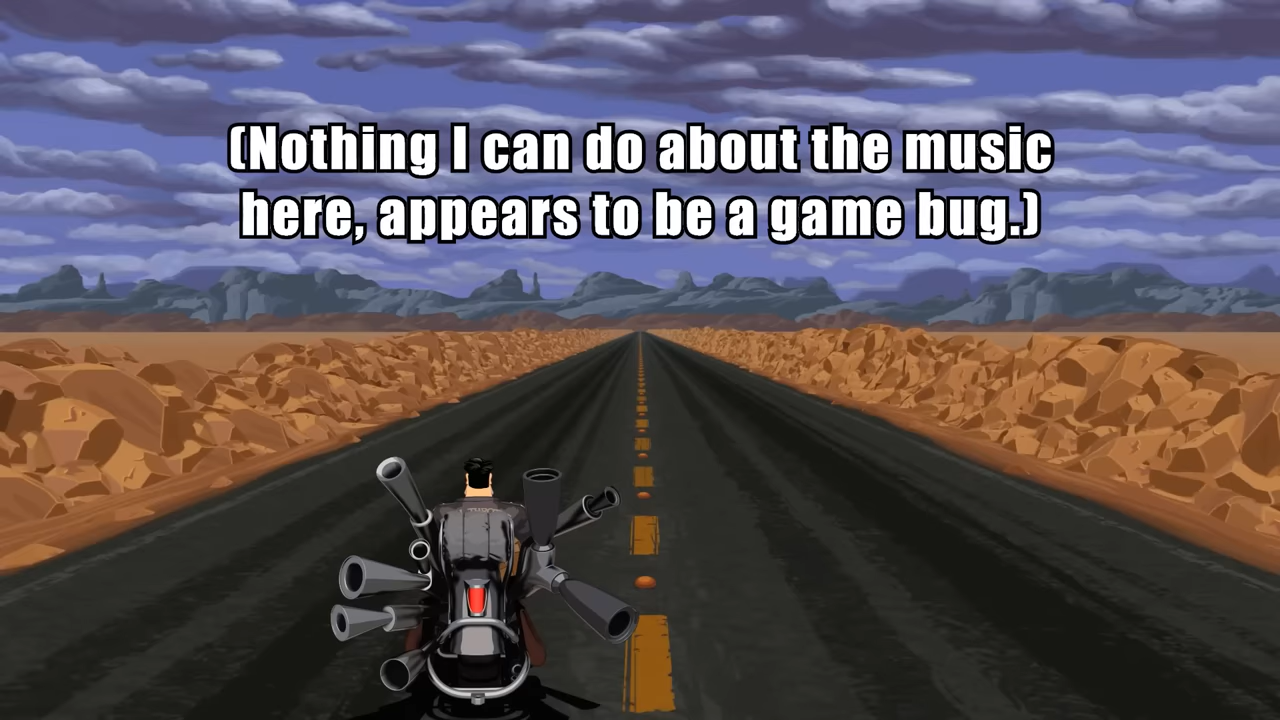 (Nothing I can do about the music
here, appears to be a game bug.)